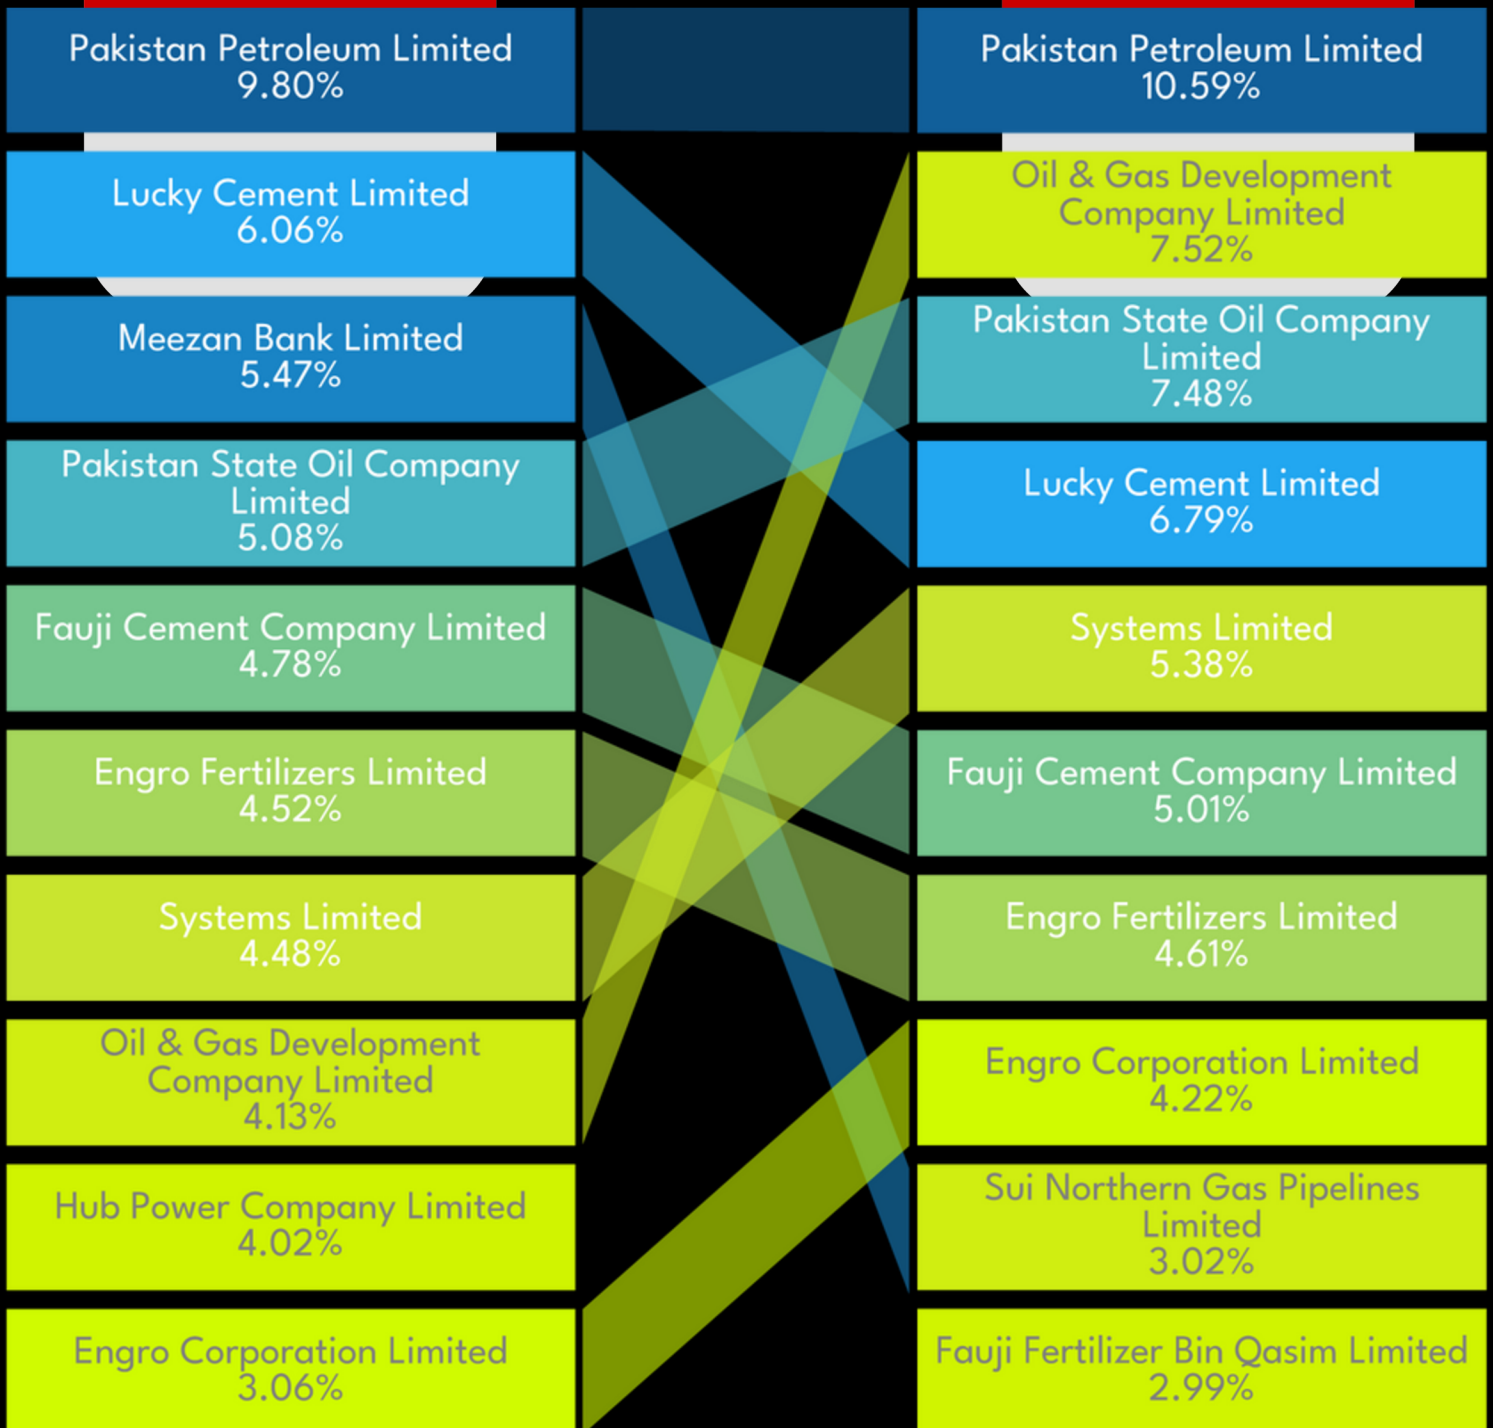 Pakistan Petroleum Limited
9.80%
Lucky Cement Limited
6.06%
Meezan Bank Limited
5.47%
Pakistan State Oil Company
Limited
5.08%
Fauji Cement Company Limited
4.78%
Engro Fertilizers Limited
4.52%
Systems Limited
4.48%
Oil & Gas Development
Company Limited
4.13%
Hub Power Company Limited
4.02%
Engro Corporation Limited
3.06%
Pakistan Petroleum Limited
10.59%
Oil & Gas Development
Company Limited
7.52%
Pakistan State Oil Company
Limited
7.48%
Lucky Cement Limited
6.79%
Systems Limited
5.38%
Fauji Cement Company Limited
5.01%
Engro Fertilizers Limited
4.61%
Engro Corporation Limited
4.22%
Sui Northern Gas Pipelines
Limited
3.02%
Fauji Fertilizer Bin Qasim Limited
2.99%